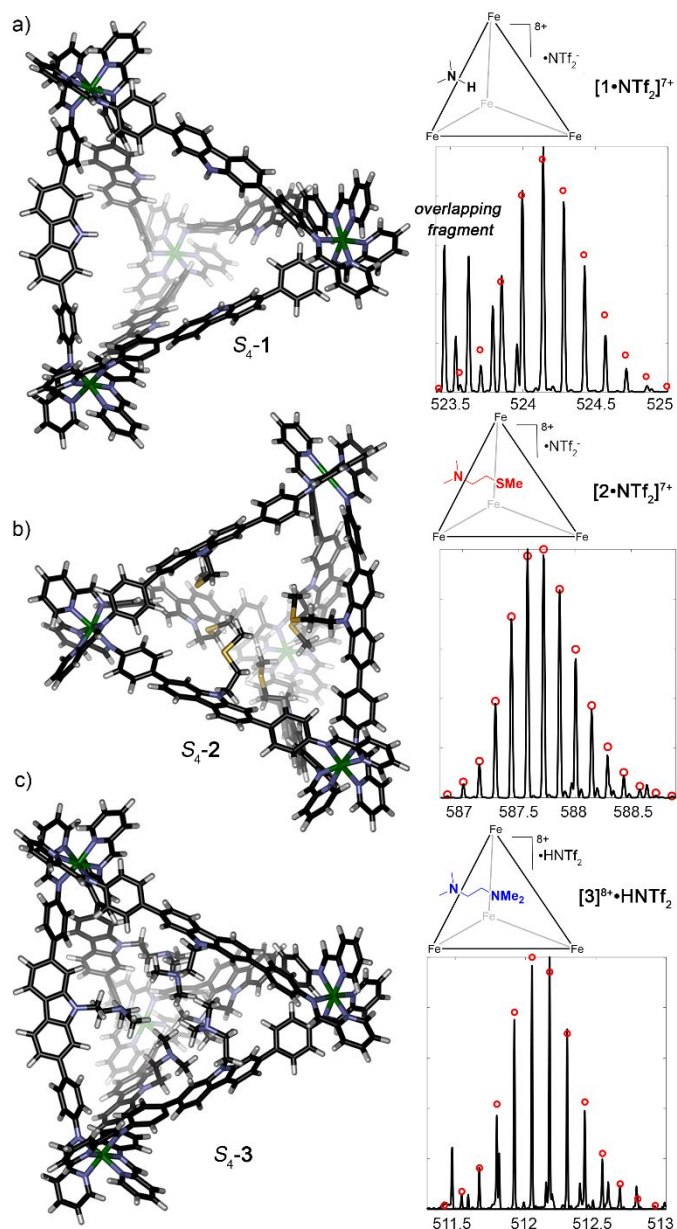 a)
Fe
8+
•NTf₂⁻
N
H
[1•NTf₂]⁷⁺
Fe
Fe
Fe
overlapping
fragment
S₄-1
523.5
524
524.5
525
b)
Fe
8+
•NTf₂⁻
N
SMe
[2•NTf₂]⁷⁺
Fe
Fe
Fe
S₄-2
587
587.5
588
588.5
c)
Fe
8+
•HNTf₂
N
NMe₂
[3]⁸⁺•HNTf₂
Fe
Fe
Fe
S₄-3
511.5
512
512.5
513